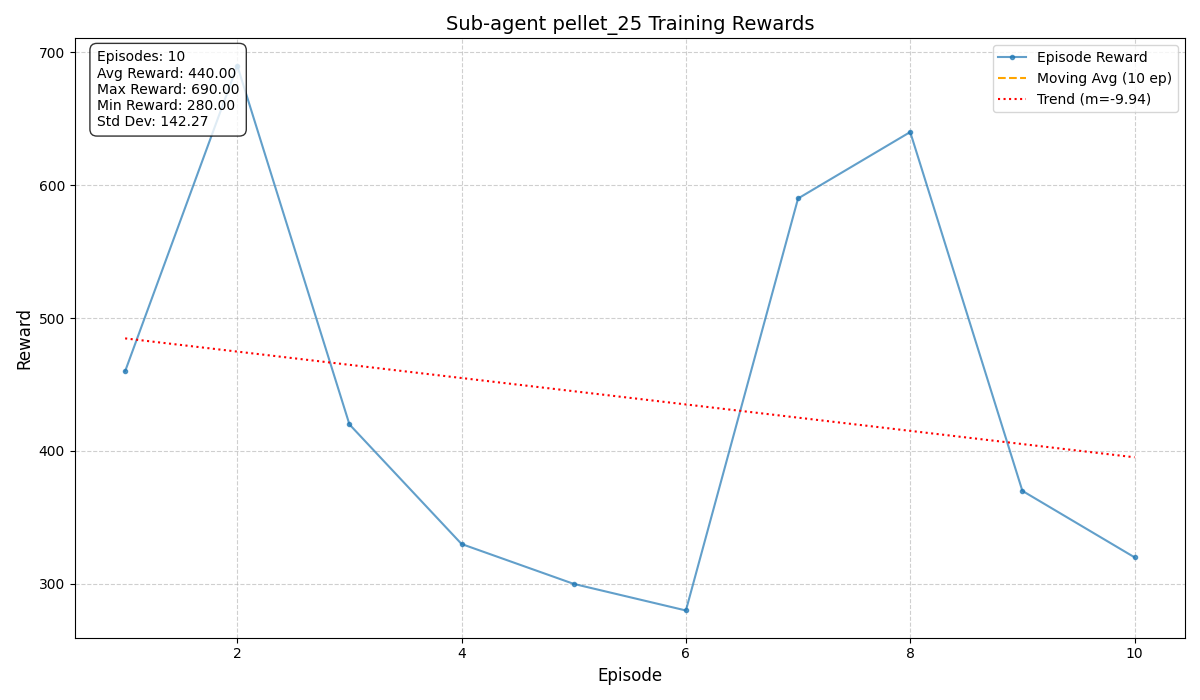 Sub-agent pellet_25 Training Rewards
Episodes: 10
Avg Reward: 440.00
Max Reward: 690.00
Min Reward: 280.00
Std Dev: 142.27
Episode Reward
Moving Avg (10 ep)
Trend (m=-9.94)
700
600
500
400
300
Reward
2
4
6
8
10
Episode